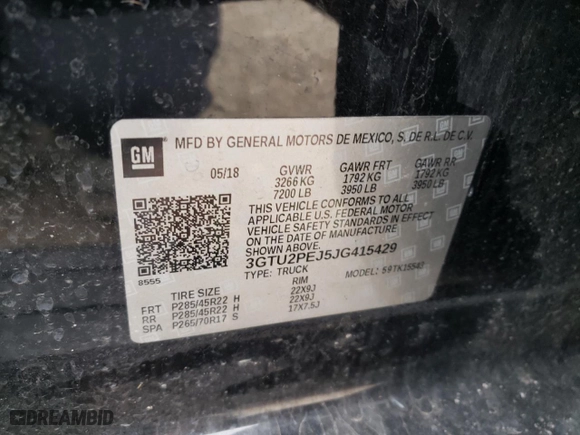 GM
MFD BY GENERAL MOTORS DE MEXICO, S. DE R.L. DE C.V.
05/18 GVWR GAWR FRT GAWR RR
3266 KG 1792 KG 1792 KG
7200 LB 3950 LB 3950 LB
THIS VEHICLE CONFORMS TO ALL
APPLICABLE U.S. FEDERAL MOTOR
VEHICLE SAFETY STANDARDS IN EFFECT
ON THE DATE OF MANUFACTURE
SHOWN ABOVE.
3GTU2PEJ5JG415429
8555 TYPE: TRUCK MODEL: 59TK15543
TIRE SIZE RIM
FRT P285/45R22 H 22X9J
RR P285/45R22 H 22X9J
SPA P265/70R17 S 17X7.5J
DREAMBID